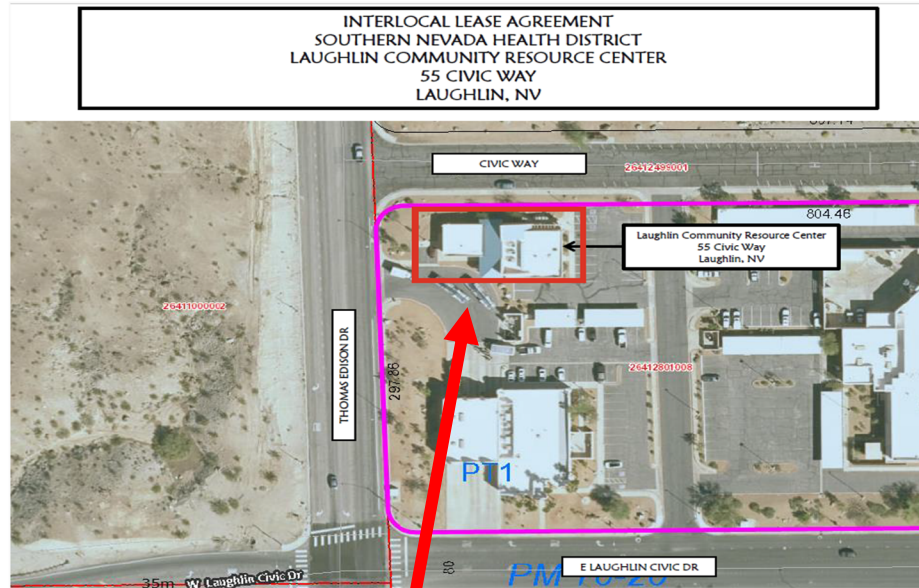 INTERLOCAL LEASE AGREEMENT
SOUTHERN NEVADA HEALTH DISTRICT
LAUGHLIN COMMUNITY RESOURCE CENTER
55 CIVIC WAY
LAUGHLIN, NV
CIVIC WAY
26412499001
804.46
Laughlin Community Resource Center
55 Civic Way
Laughlin, NV
26411000002
THOMAS EDISON DR
297.86
26412801008
PT1
E LAUGHLIN CIVIC DR
80
35m
W. Laughlin Civic Dr